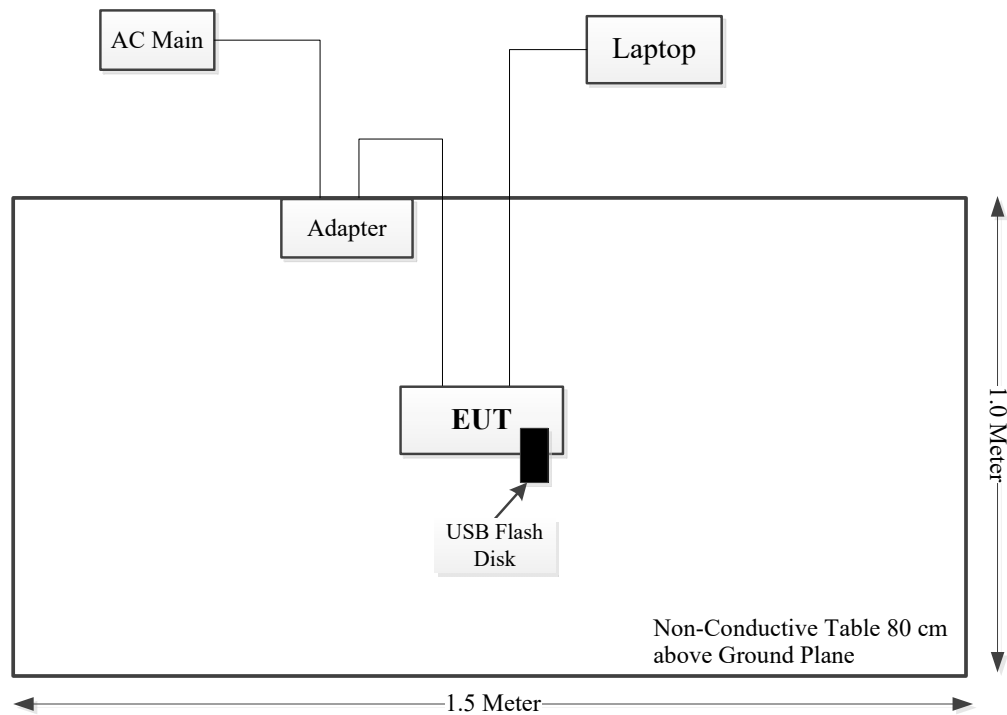 AC Main
Laptop
Adapter
EUT
USB Flash
Disk
1.0 Meter
Non-Conductive Table 80 cm
above Ground Plane
1.5 Meter